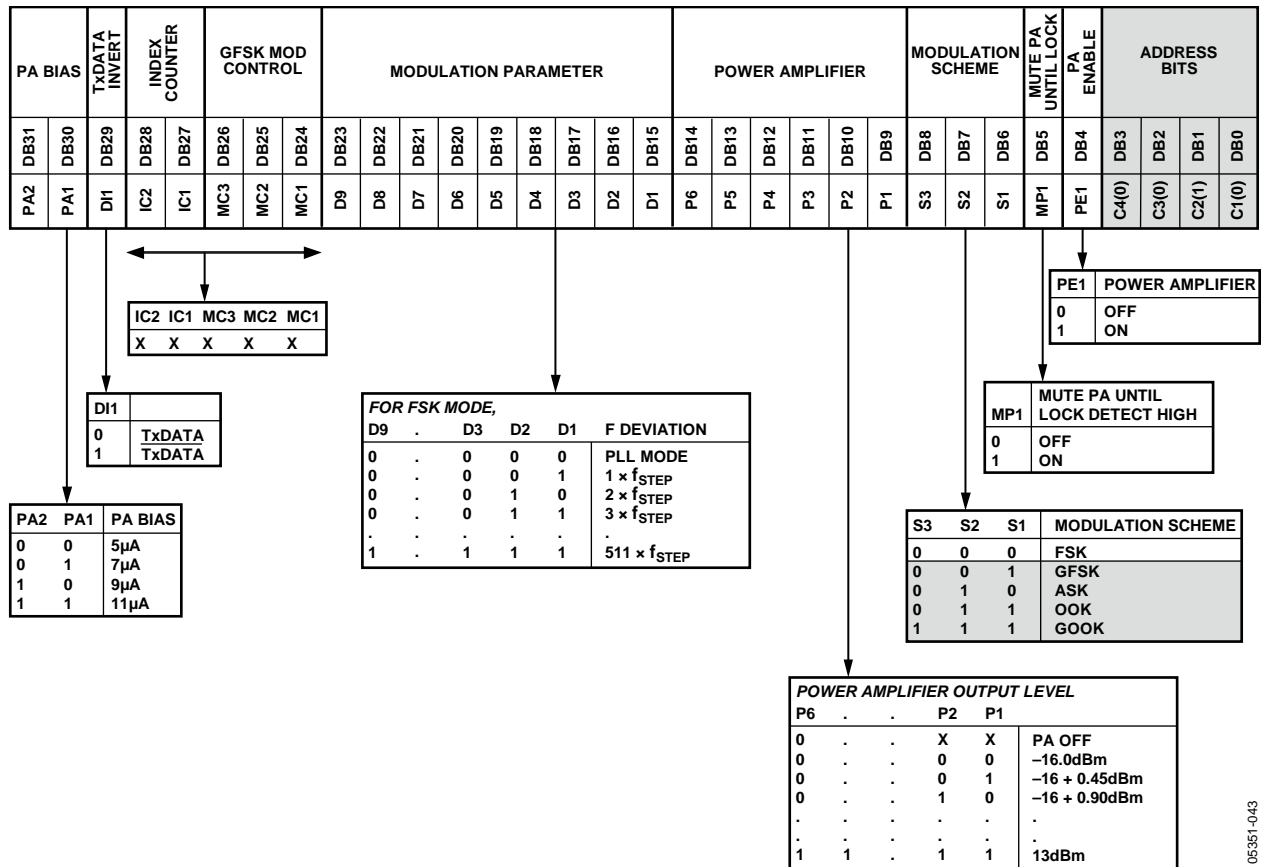 PA BIAS
TxDATA
INVERT
INDEX
COUNTER
GFSK MOD
CONTROL
MODULATION PARAMETER
POWER AMPLIFIER
MODULATION
SCHEME
MUTE PA
UNTIL LOCK
PA
ENABLE
ADDRESS
BITS
DB31 DB30 DB29 DB28 DB27 DB26 DB25 DB24 DB23 DB22 DB21 DB20 DB19 DB18 DB17 DB16 DB15 DB14 DB13 DB12 DB11 DB10 DB9 DB8 DB7 DB6 DB5 DB4 DB3 DB2 DB1 DB0
PA2 PA1 DI1 IC2 IC1 MC3 MC2 MC1 D9 D8 D7 D6 D5 D4 D3 D2 D1 P6 P5 P4 P3 P2 P1 S3 S2 S1 MP1 PE1 C4(0) C3(0) C2(1) C1(0)
PE1 POWER AMPLIFIER
0 OFF
1 ON
IC2 IC1 MC3 MC2 MC1
X X X X X
MP1 MUTE PA UNTIL
LOCK DETECT HIGH
0 OFF
1 ON
DI1
0 TxDATA
1 TxDATA
FOR FSK MODE,
D9 . D3 D2 D1 F DEVIATION
0 . 0 0 0 PLL MODE
0 . 0 0 1 1 × fSTEP
0 . 0 1 0 2 × fSTEP
0 . 0 1 1 3 × fSTEP
. . . . . .
1 . 1 1 1 511 × fSTEP
PA2 PA1 PA BIAS
0 0 5µA
0 1 7µA
1 0 9µA
1 1 11µA
S3 S2 S1 MODULATION SCHEME
0 0 0 FSK
0 0 1 GFSK
0 1 0 ASK
0 1 1 OOK
1 1 1 GOOK
POWER AMPLIFIER OUTPUT LEVEL
P6 . . P2 P1
0 . . X X PA OFF
0 . . 0 0 –16.0dBm
0 . . 0 1 –16 + 0.45dBm
0 . . 1 0 –16 + 0.90dBm
. . . . . .
. . . . . .
1 1 . 1 1 13dBm
05351-043